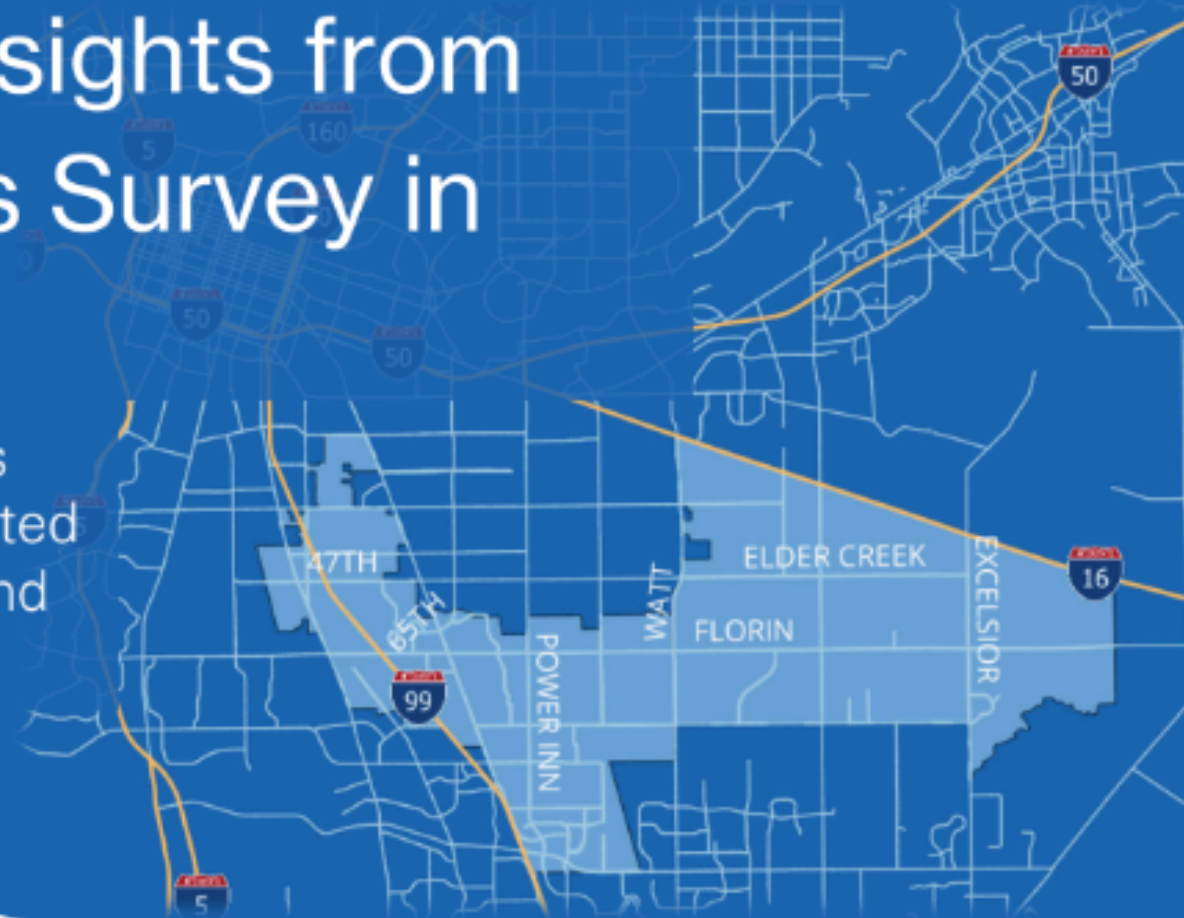 sights from
s Survey in
50
5
160
50
50
s
ted
nd
47TH
65TH
WATT
ELDER CREEK
FLORIN
EXCELSIOR
16
POWER INN
99
5